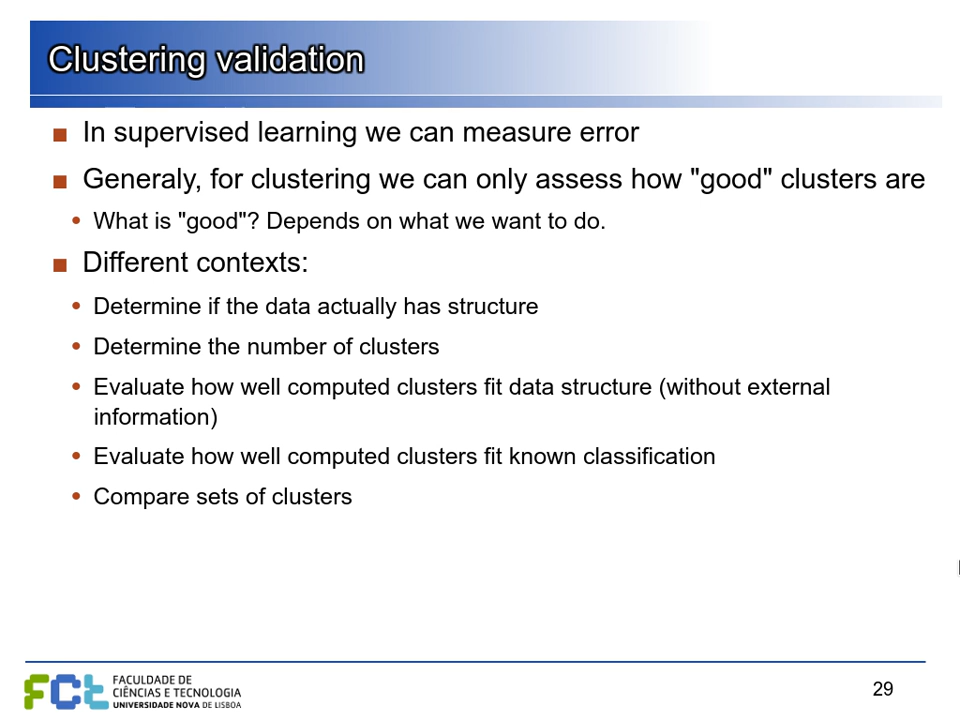 Clustering validation
In supervised learning we can measure error
Generaly, for clustering we can only assess how "good" clusters are
What is "good"? Depends on what we want to do.
Different contexts:
Determine if the data actually has structure
Determine the number of clusters
Evaluate how well computed clusters fit data structure (without external
information)
Evaluate how well computed clusters fit known classification
Compare sets of clusters
FCt
FACULDADE DE
CIÊNCIAS E TECNOLOGIA
UNIVERSIDADE NOVA DE LISBOA
29